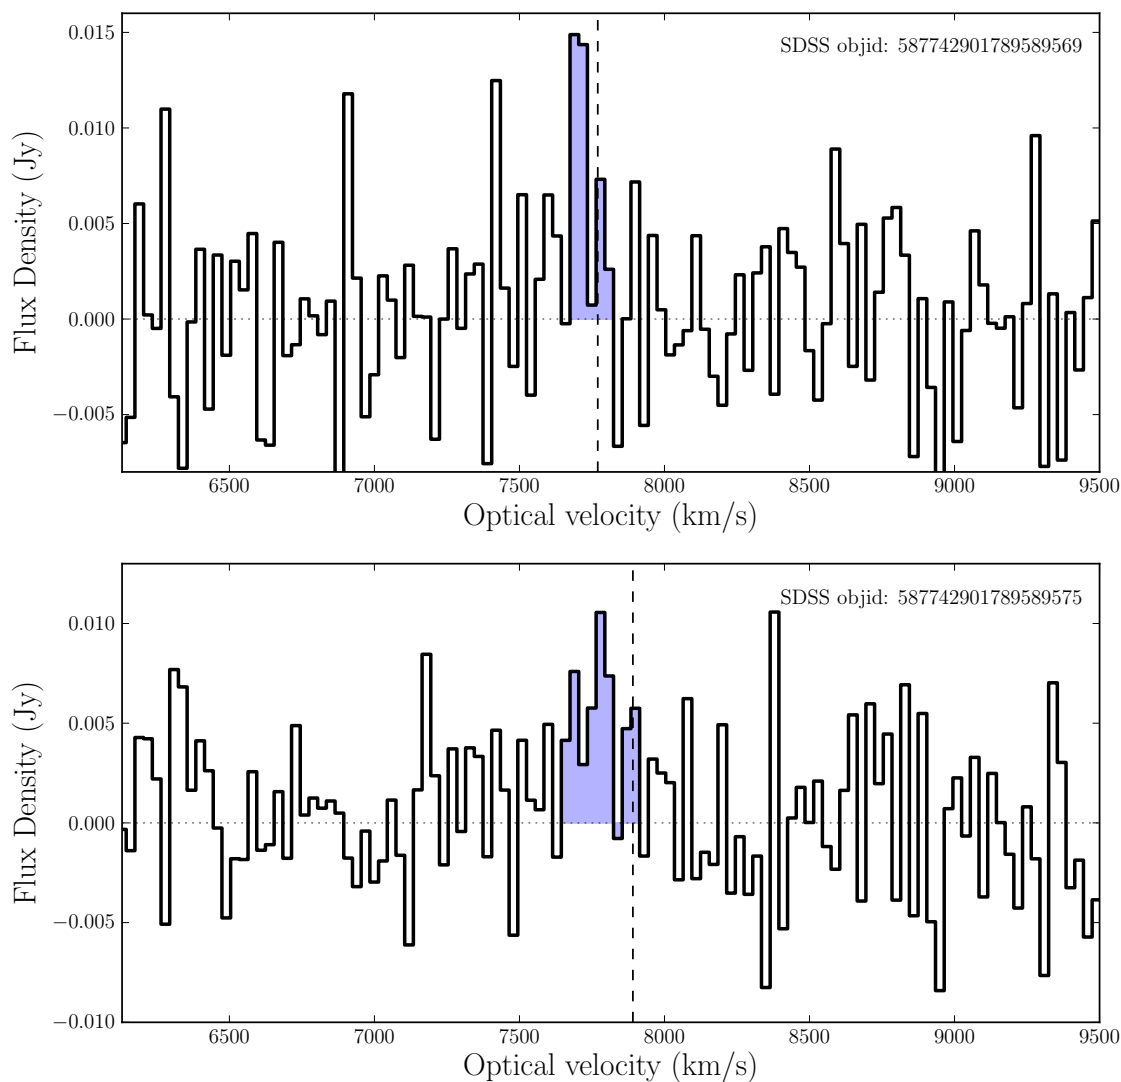 SDSS objid: 587742901789589569
Flux Density (Jy)
0.015
0.010
0.005
0.000
−0.005
6500 7000 7500 8000 8500 9000 9500
Optical velocity (km/s)
SDSS objid: 587742901789589575
Flux Density (Jy)
0.010
0.005
0.000
−0.005
−0.010
6500 7000 7500 8000 8500 9000 9500
Optical velocity (km/s)